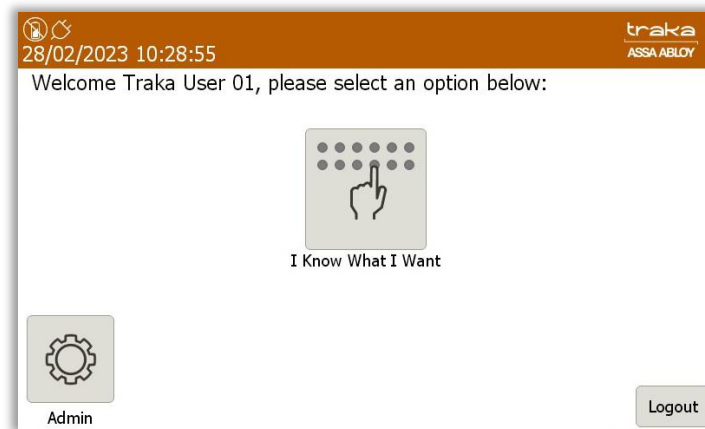 traka
28/02/2023 10:28:55
ASSA ABLOY
Welcome Traka User 01, please select an option below:
I Know What I Want
Admin
Logout